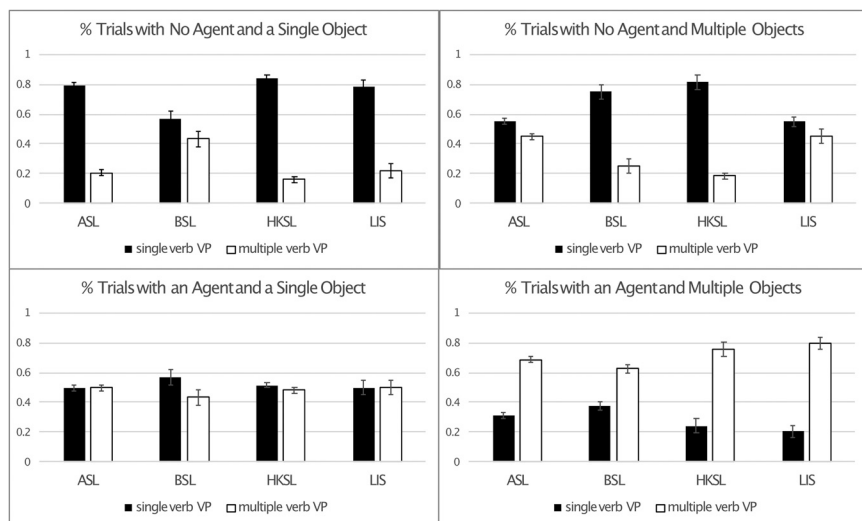 % Trials with No Agent and a Single Object
1
0.8
0.6
0.4
0.2
0
ASL BSL HKSL LIS
single verb VP multiple verb VP
% Trials with No Agent and Multiple Objects
1
0.8
0.6
0.4
0.2
0
ASL BSL HKSL LIS
single verb VP multiple verb VP
% Trials with an Agent and a Single Object
1
0.8
0.6
0.4
0.2
0
ASL BSL HKSL LIS
single verb VP multiple verb VP
% Trials with an Agent and Multiple Objects
1
0.8
0.6
0.4
0.2
0
ASL BSL HKSL LIS
single verb VP multiple verb VP